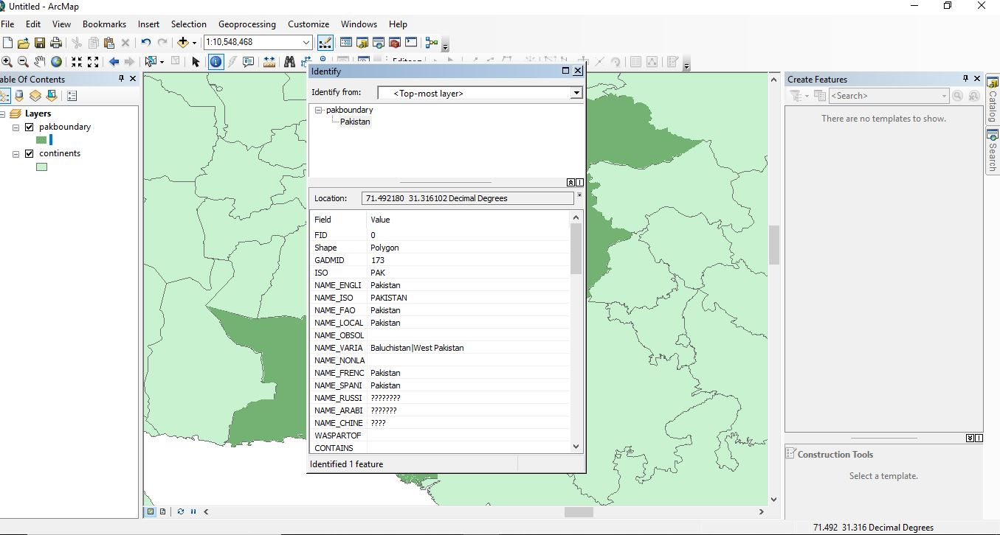 Untitled - ArcMap
File Edit View Bookmarks Insert Selection Geoprocessing Customize Windows Help
1:10,548,468
able Of Contents
Layers
pakboundary
continents
Identify
Identify from: <Top-most layer>
pakboundary
Pakistan
Location: 71.492180 31.316102 Decimal Degrees
Field Value
FID 0
Shape Polygon
GADMID 173
ISO PAK
NAME_ENGLI Pakistan
NAME_ISO PAKISTAN
NAME_FAO Pakistan
NAME_LOCAL Pakistan
NAME_OBSOL
NAME_VARIA Baluchistan|West Pakistan
NAME_NONLA
NAME_FRENC Pakistan
NAME_SPANI Pakistan
NAME_RUSSI ????????
NAME_ARABI ???????
NAME_CHINE ????
WASPARTOF
CONTAINS
Identified 1 feature
Create Features
<Search>
There are no templates to show.
Construction Tools
Select a template.
Catalog
Search
71.492 31.316 Decimal Degrees